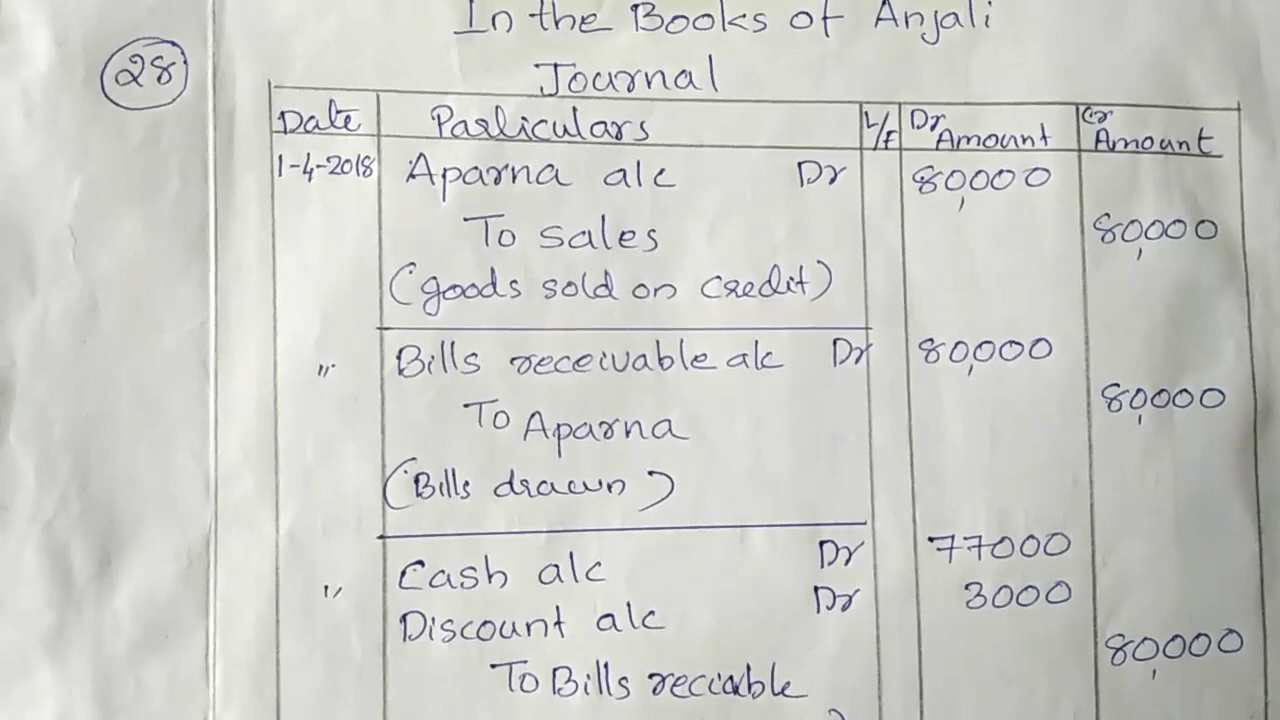 In the Books of Anjali
28
Journal
Date Particulars L/F Dr Amount Cr Amount
1-4-2018 Aparna a/c Dr 80,000
To sales 80,000
(goods sold on credit)
" Bills receivable a/c Dr 80,000
To Aparna 80,000
(Bills drawn)
" Cash a/c Dr 77000
Discount a/c Dr 3000
To Bills reciable 80,000